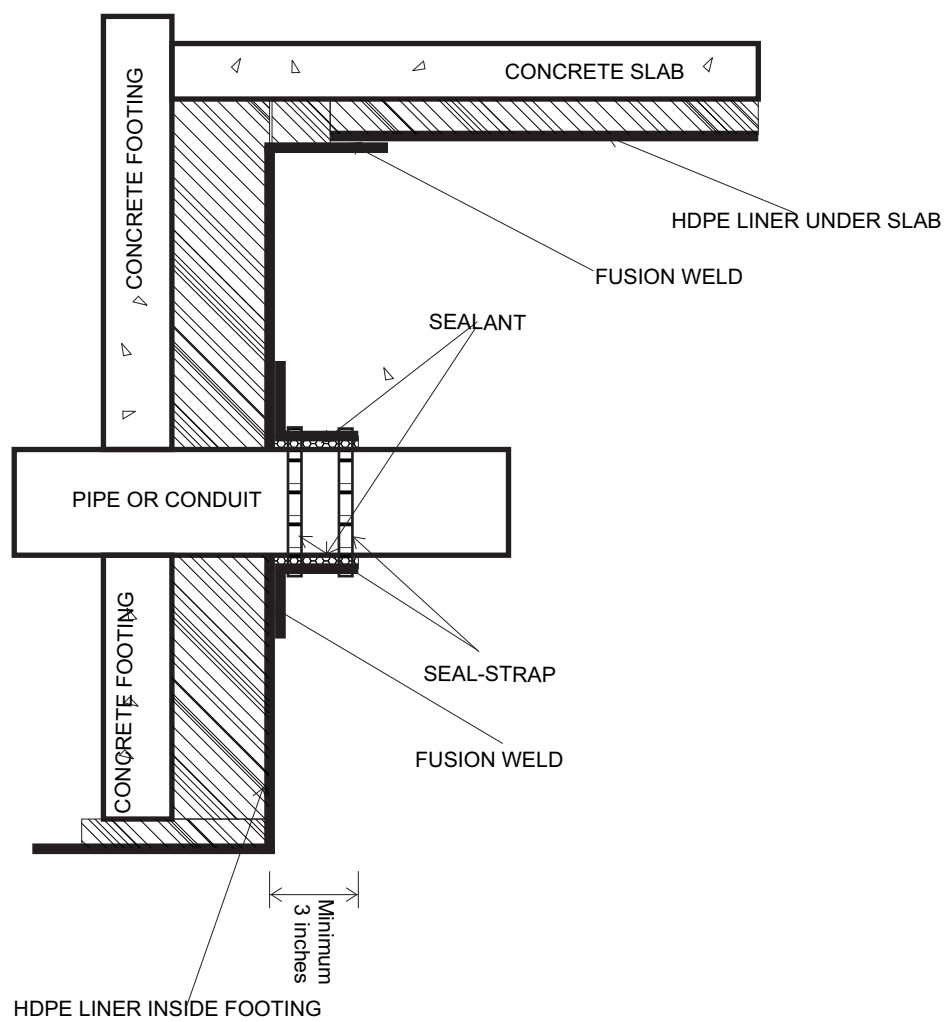 CONCRETE SLAB
CONCRETE FOOTING
HDPE LINER UNDER SLAB
FUSION WELD
SEALANT
PIPE OR CONDUIT
CONCRETE FOOTING
SEAL-STRAP
FUSION WELD
Minimum
3 inches
HDPE LINER INSIDE FOOTING